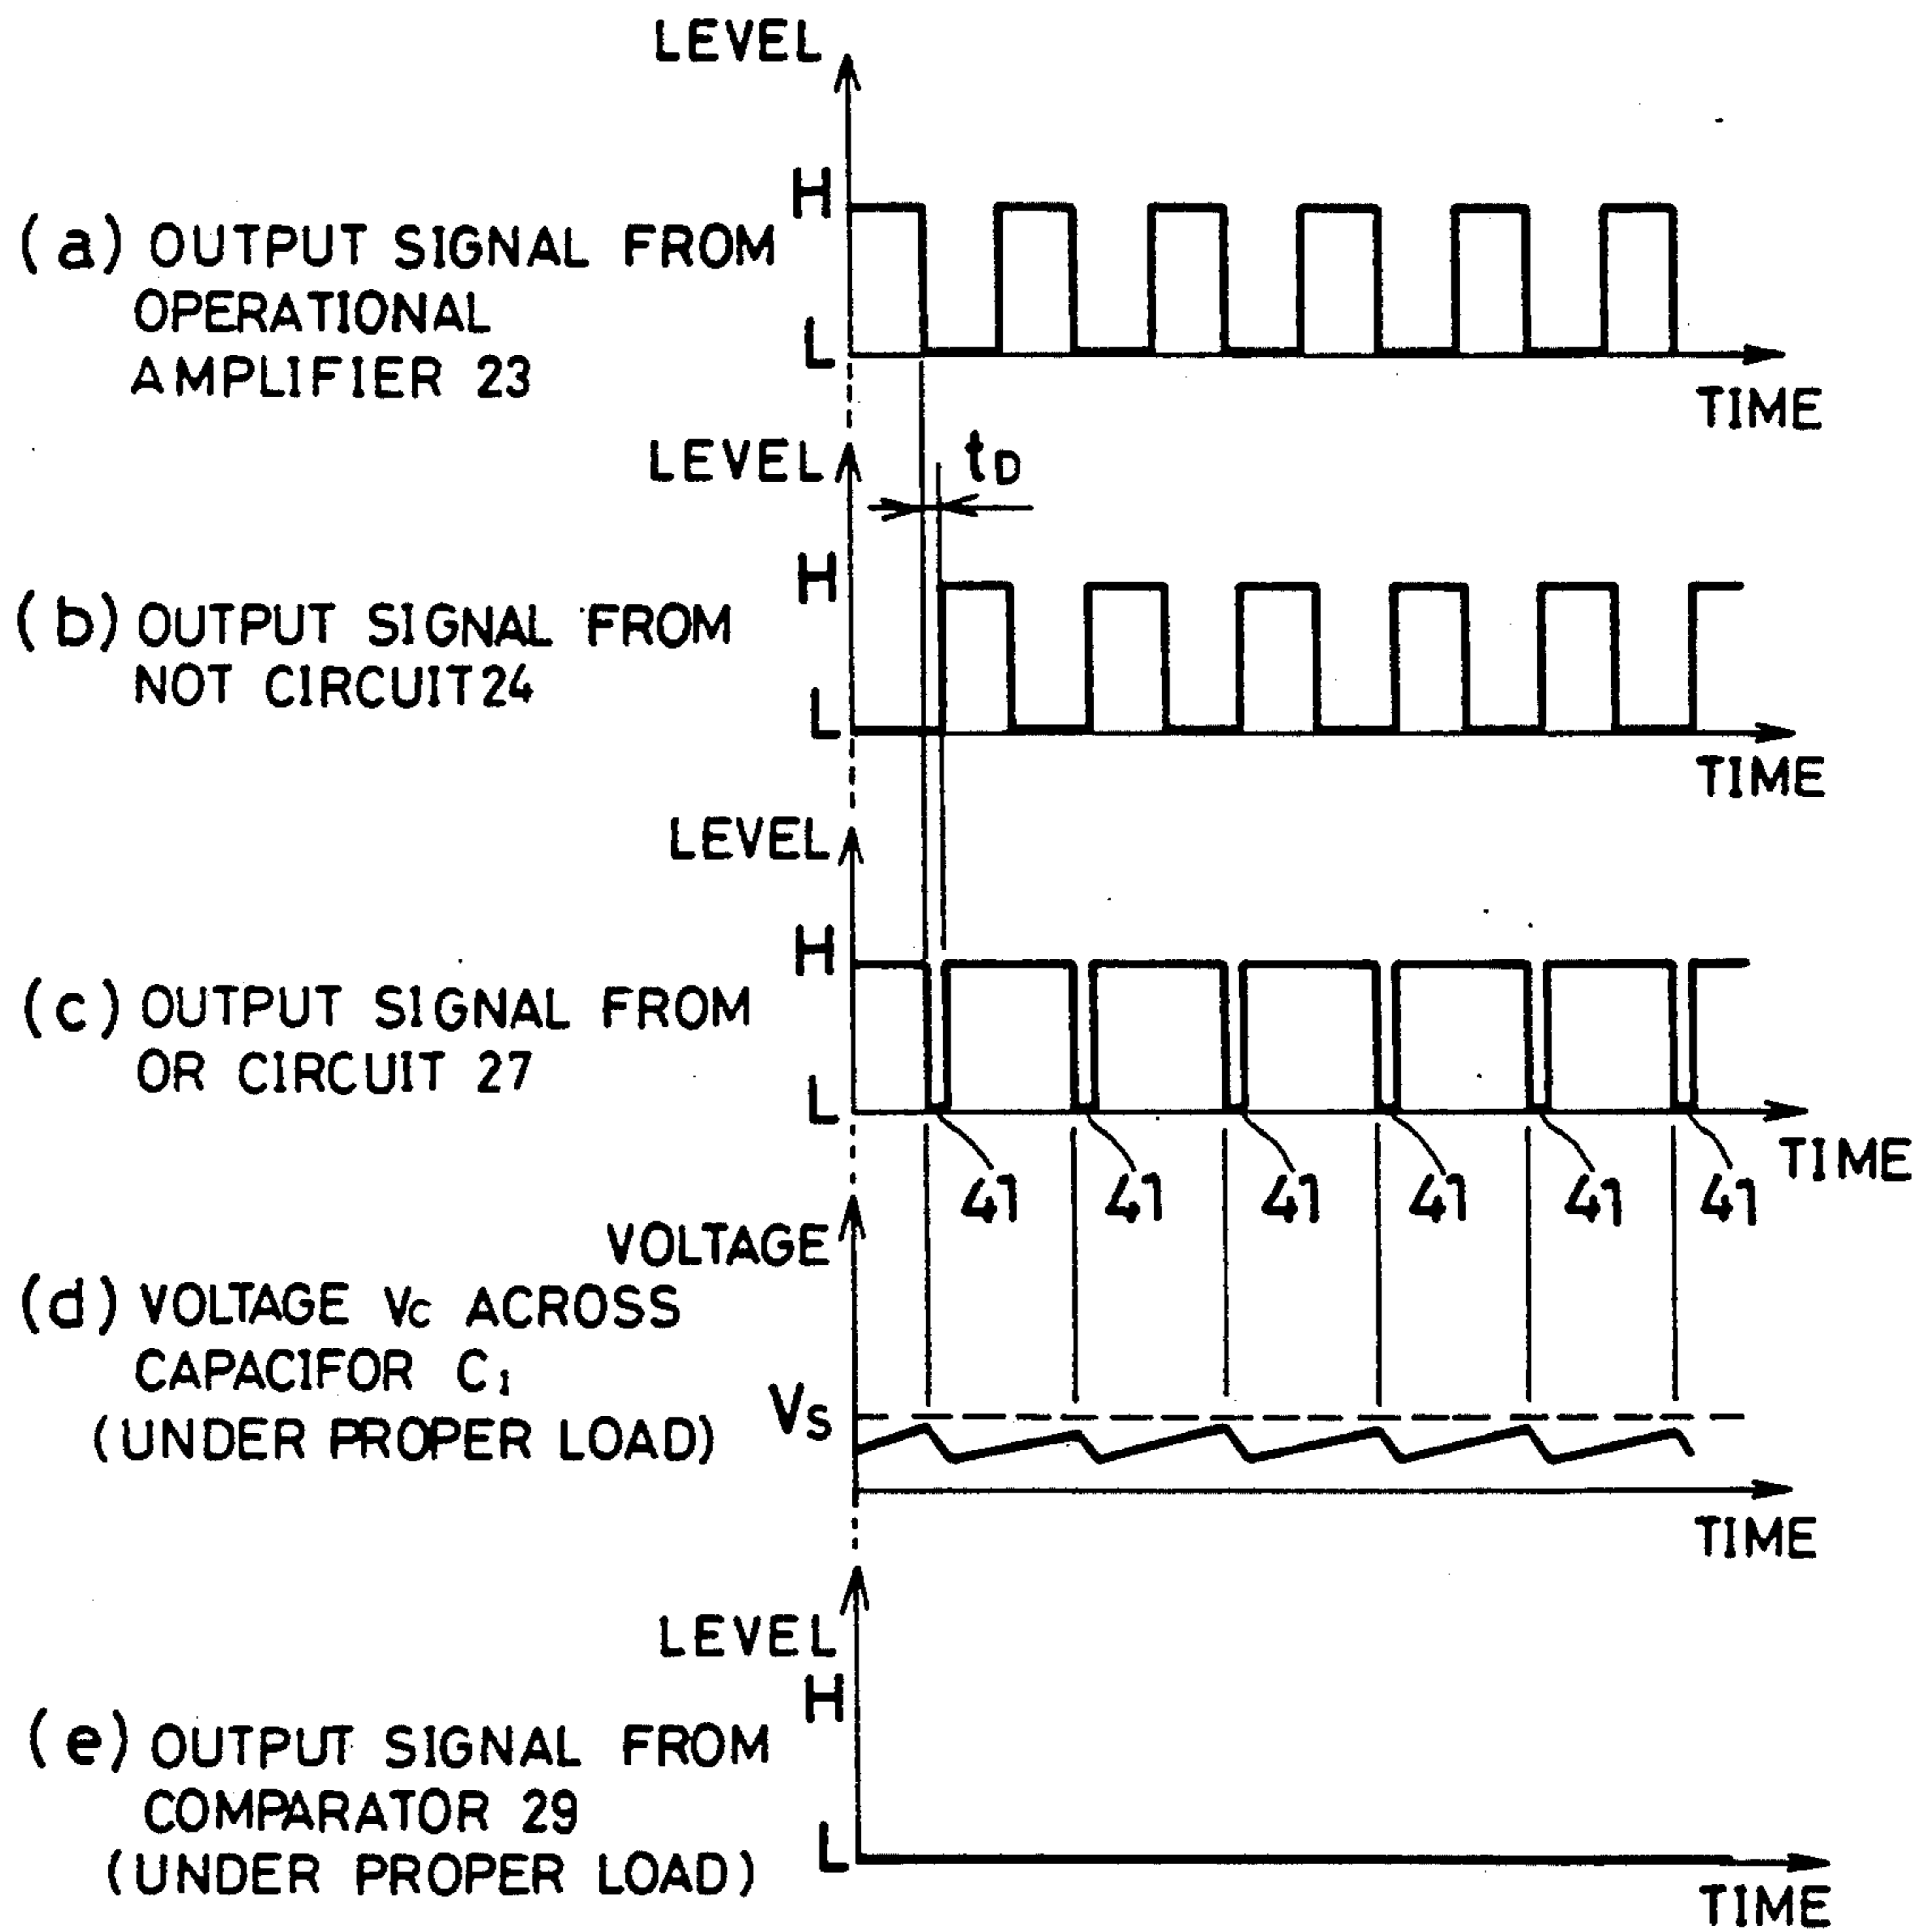 LEVEL
H
(a) OUTPUT SIGNAL FROM
OPERATIONAL
AMPLIFIER 23
L
TIME
LEVEL
tD
H
(b) OUTPUT SIGNAL FROM
NOT CIRCUIT 24
L
TIME
LEVEL
H
(c) OUTPUT SIGNAL FROM
OR CIRCUIT 27
L
TIME
41 41 41 41 41 41
VOLTAGE
(d) VOLTAGE VC ACROSS
CAPACIFOR C1
(UNDER PROPER LOAD)
VS
TIME
LEVEL
H
(e) OUTPUT SIGNAL FROM
COMPARATOR 29
(UNDER PROPER LOAD)
L
TIME